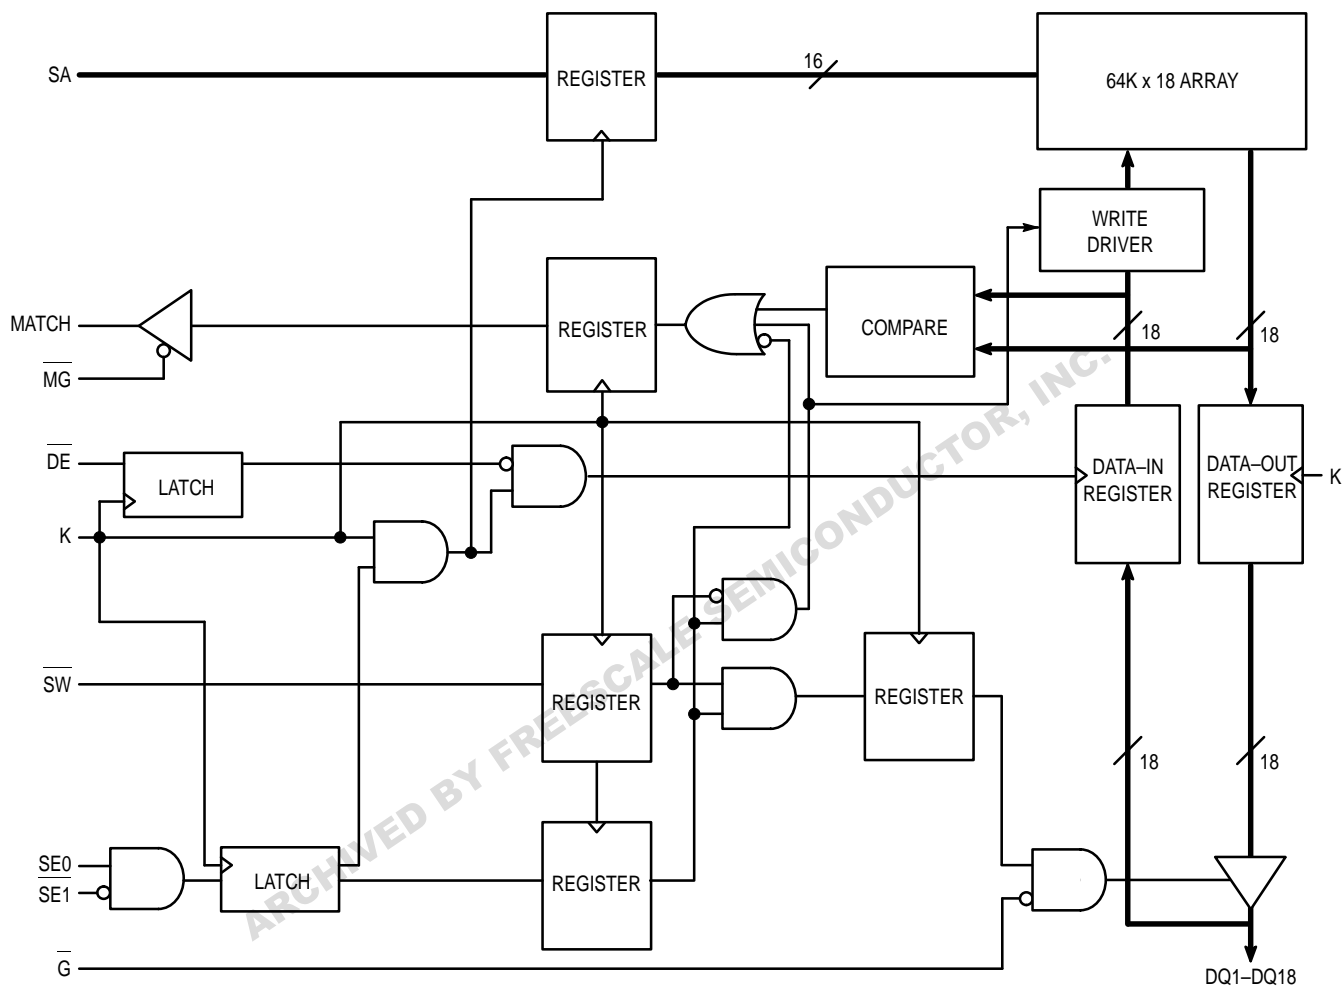 SA
REGISTER
16
64K x 18 ARRAY
WRITE
DRIVER
MATCH
MG
REGISTER
COMPARE
18
18
DE
LATCH
K
DATA–IN
REGISTER
DATA–OUT
REGISTER
K
SW
REGISTER
REGISTER
18
18
SE0
SE1
LATCH
REGISTER
G
DQ1–DQ18
ARCHIVED BY FREESCALE SEMICONDUCTOR, INC.